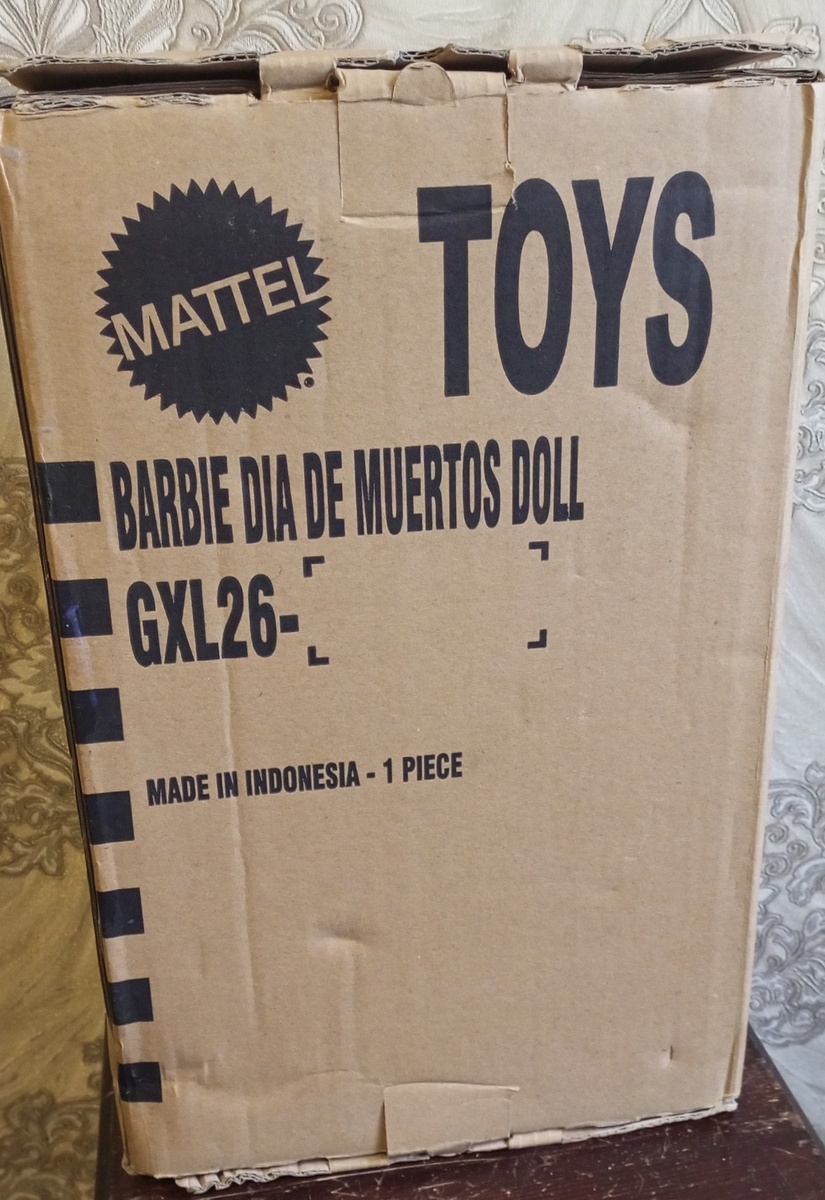 MATTEL
TOYS
BARBIE DIA DE MUERTOS DOLL
GXL26-
MADE IN INDONESIA - 1 PIECE